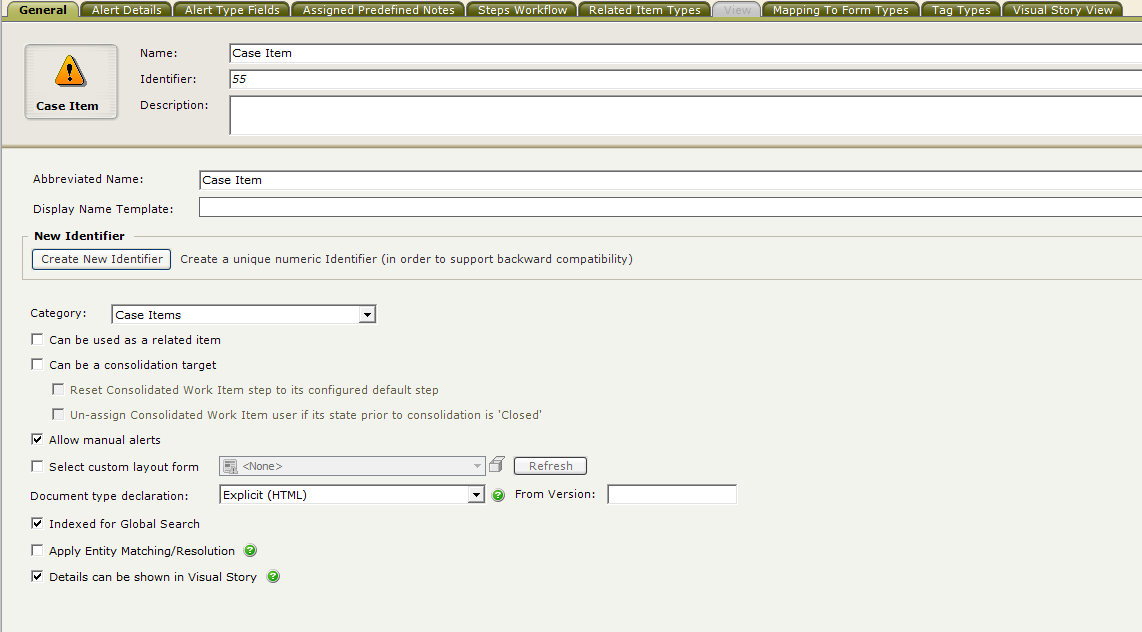 General Alert Details Alert Type Fields Assigned Predefined Notes Steps Workflow Related Item Types View Mapping To Form Types Tag Types Visual Story View
Case Item
Name: Case Item
Identifier: 55
Description:
Abbreviated Name: Case Item
Display Name Template:
New Identifier
Create New Identifier Create a unique numeric Identifier (in order to support backward compatibility)
Category: Case Items
Can be used as a related item
Can be a consolidation target
Reset Consolidated Work Item step to its configured default step
Un-assign Consolidated Work Item user if its state prior to consolidation is 'Closed'
Allow manual alerts
Select custom layout form <None> Refresh
Document type declaration: Explicit (HTML) ? From Version:
Indexed for Global Search
Apply Entity Matching/Resolution ?
Details can be shown in Visual Story ?